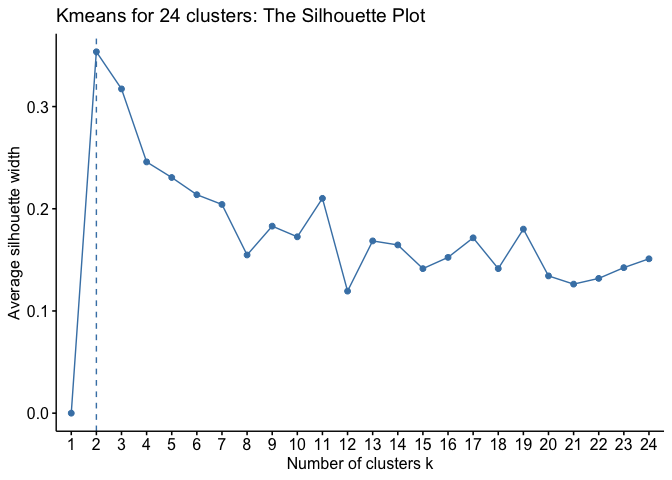 Kmeans for 24 clusters: The Silhouette Plot
Average silhouette width
0.3
0.2
0.1
0.0
1 2 3 4 5 6 7 8 9 10 11 12 13 14 15 16 17 18 19 20 21 22 23 24
Number of clusters k